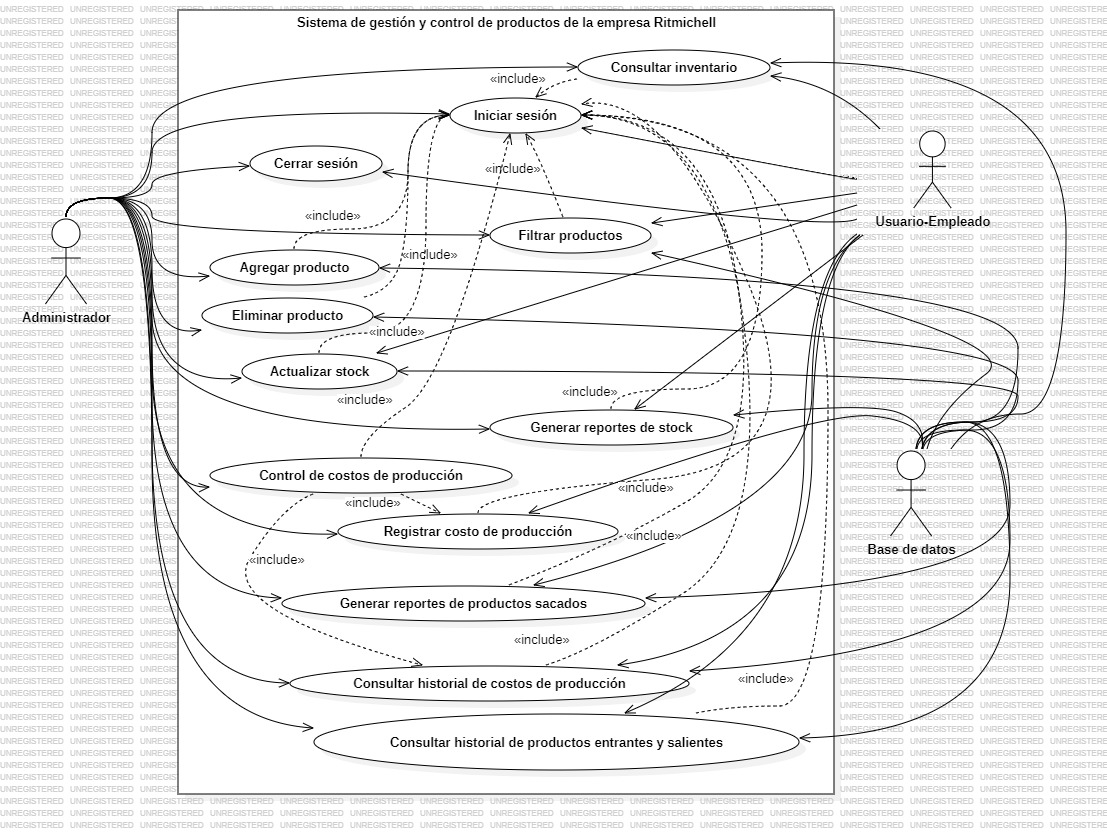 Sistema de gestión y control de productos de la empresa Ritmichell
Consultar inventario
«include»
Iniciar sesión
Cerrar sesión
«include»
«include»
Usuario-Empleado
Filtrar productos
«include»
Agregar producto
Administrador
Eliminar producto
«include»
Actualizar stock
«include»
«include»
Generar reportes de stock
Control de costos de producción
«include»
«include»
Registrar costo de producción
«include»
Base de datos
«include»
Generar reportes de productos sacados
«include»
Consultar historial de costos de producción
«include»
Consultar historial de productos entrantes y salientes
UNREGISTERED